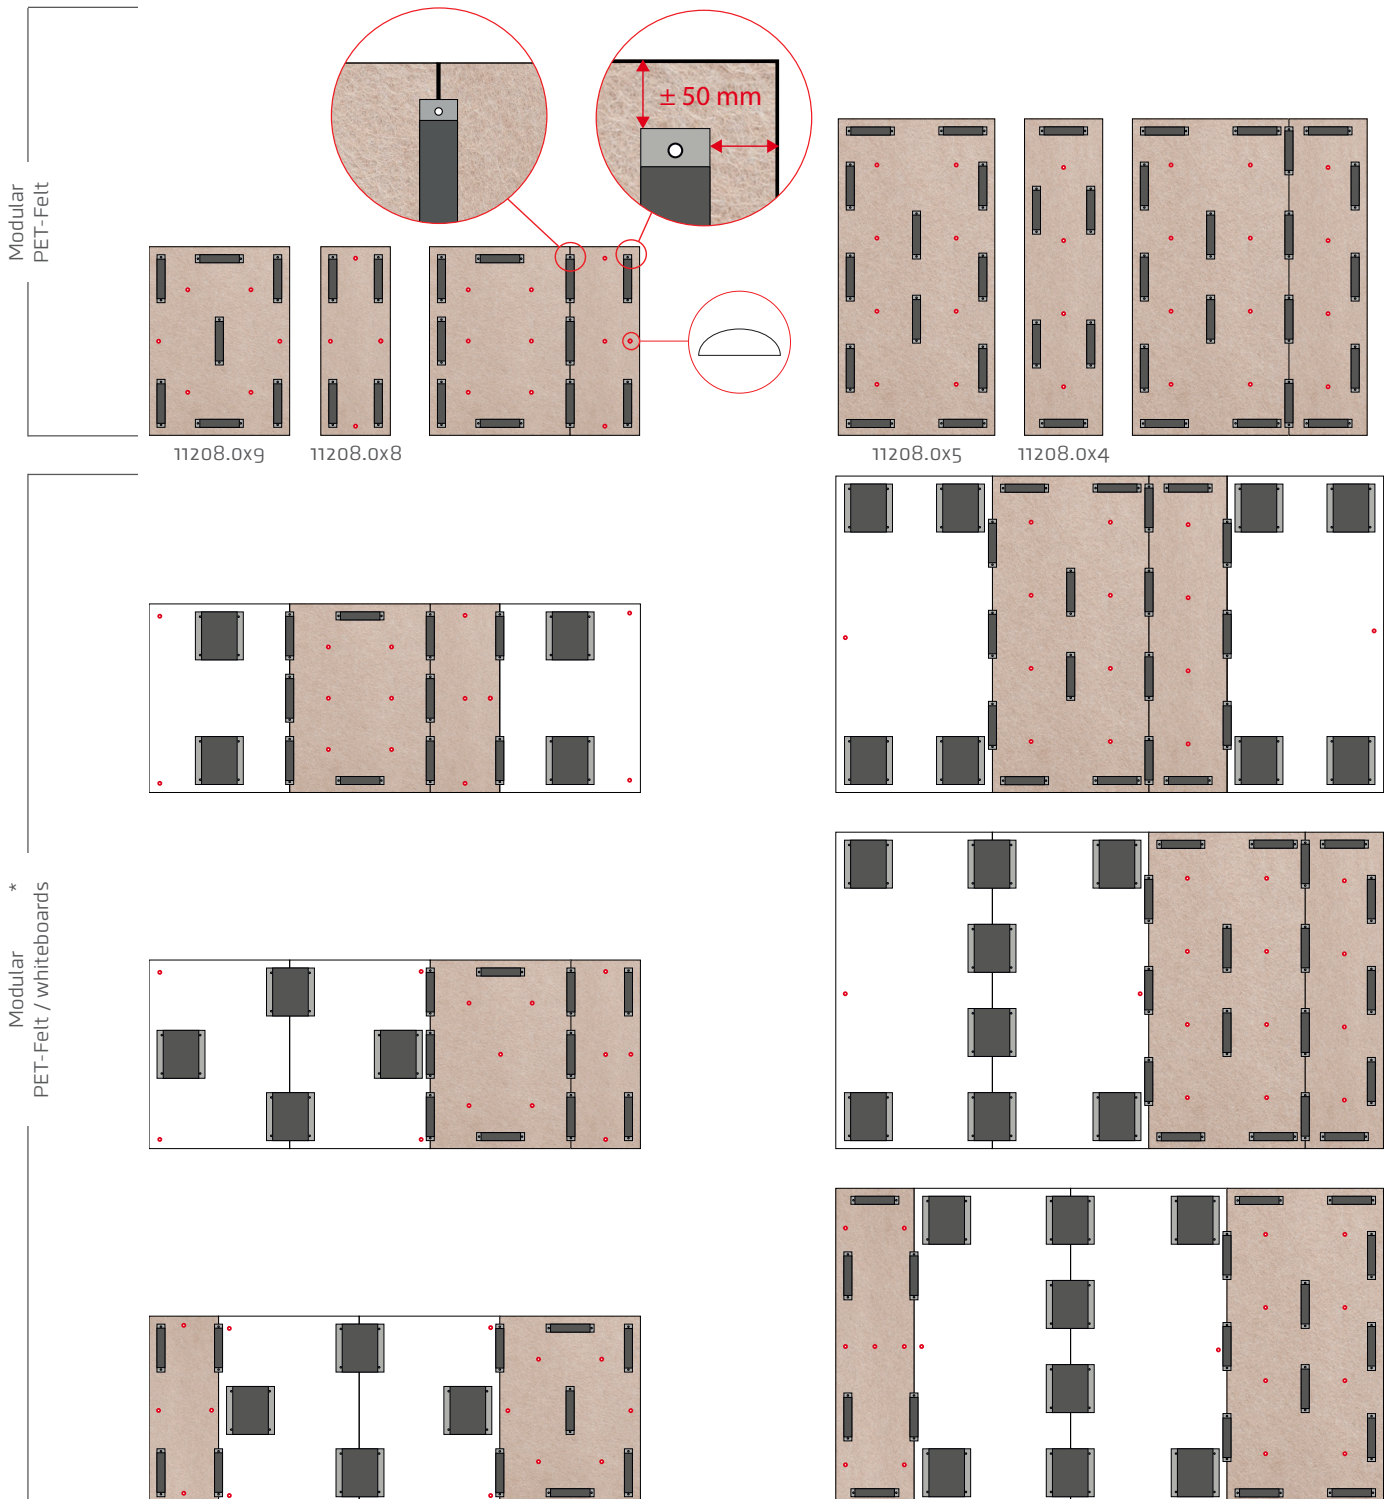 Modular
PET-Felt
± 50 mm
11208.0x9
11208.0x8
11208.0x5
11208.0x4
Modular *
PET-Felt / whiteboards